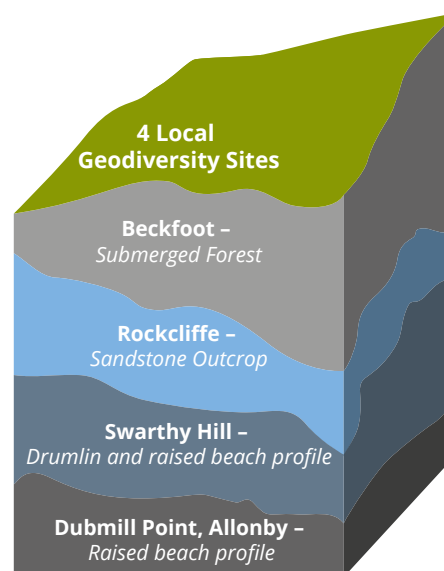 4 Local
Geodiversity Sites
Beckfoot –
Submerged Forest
Rockcliffe –
Sandstone Outcrop
Swarthy Hill –
Drumlin and raised beach profile
Dubmill Point, Allonby –
Raised beach profile